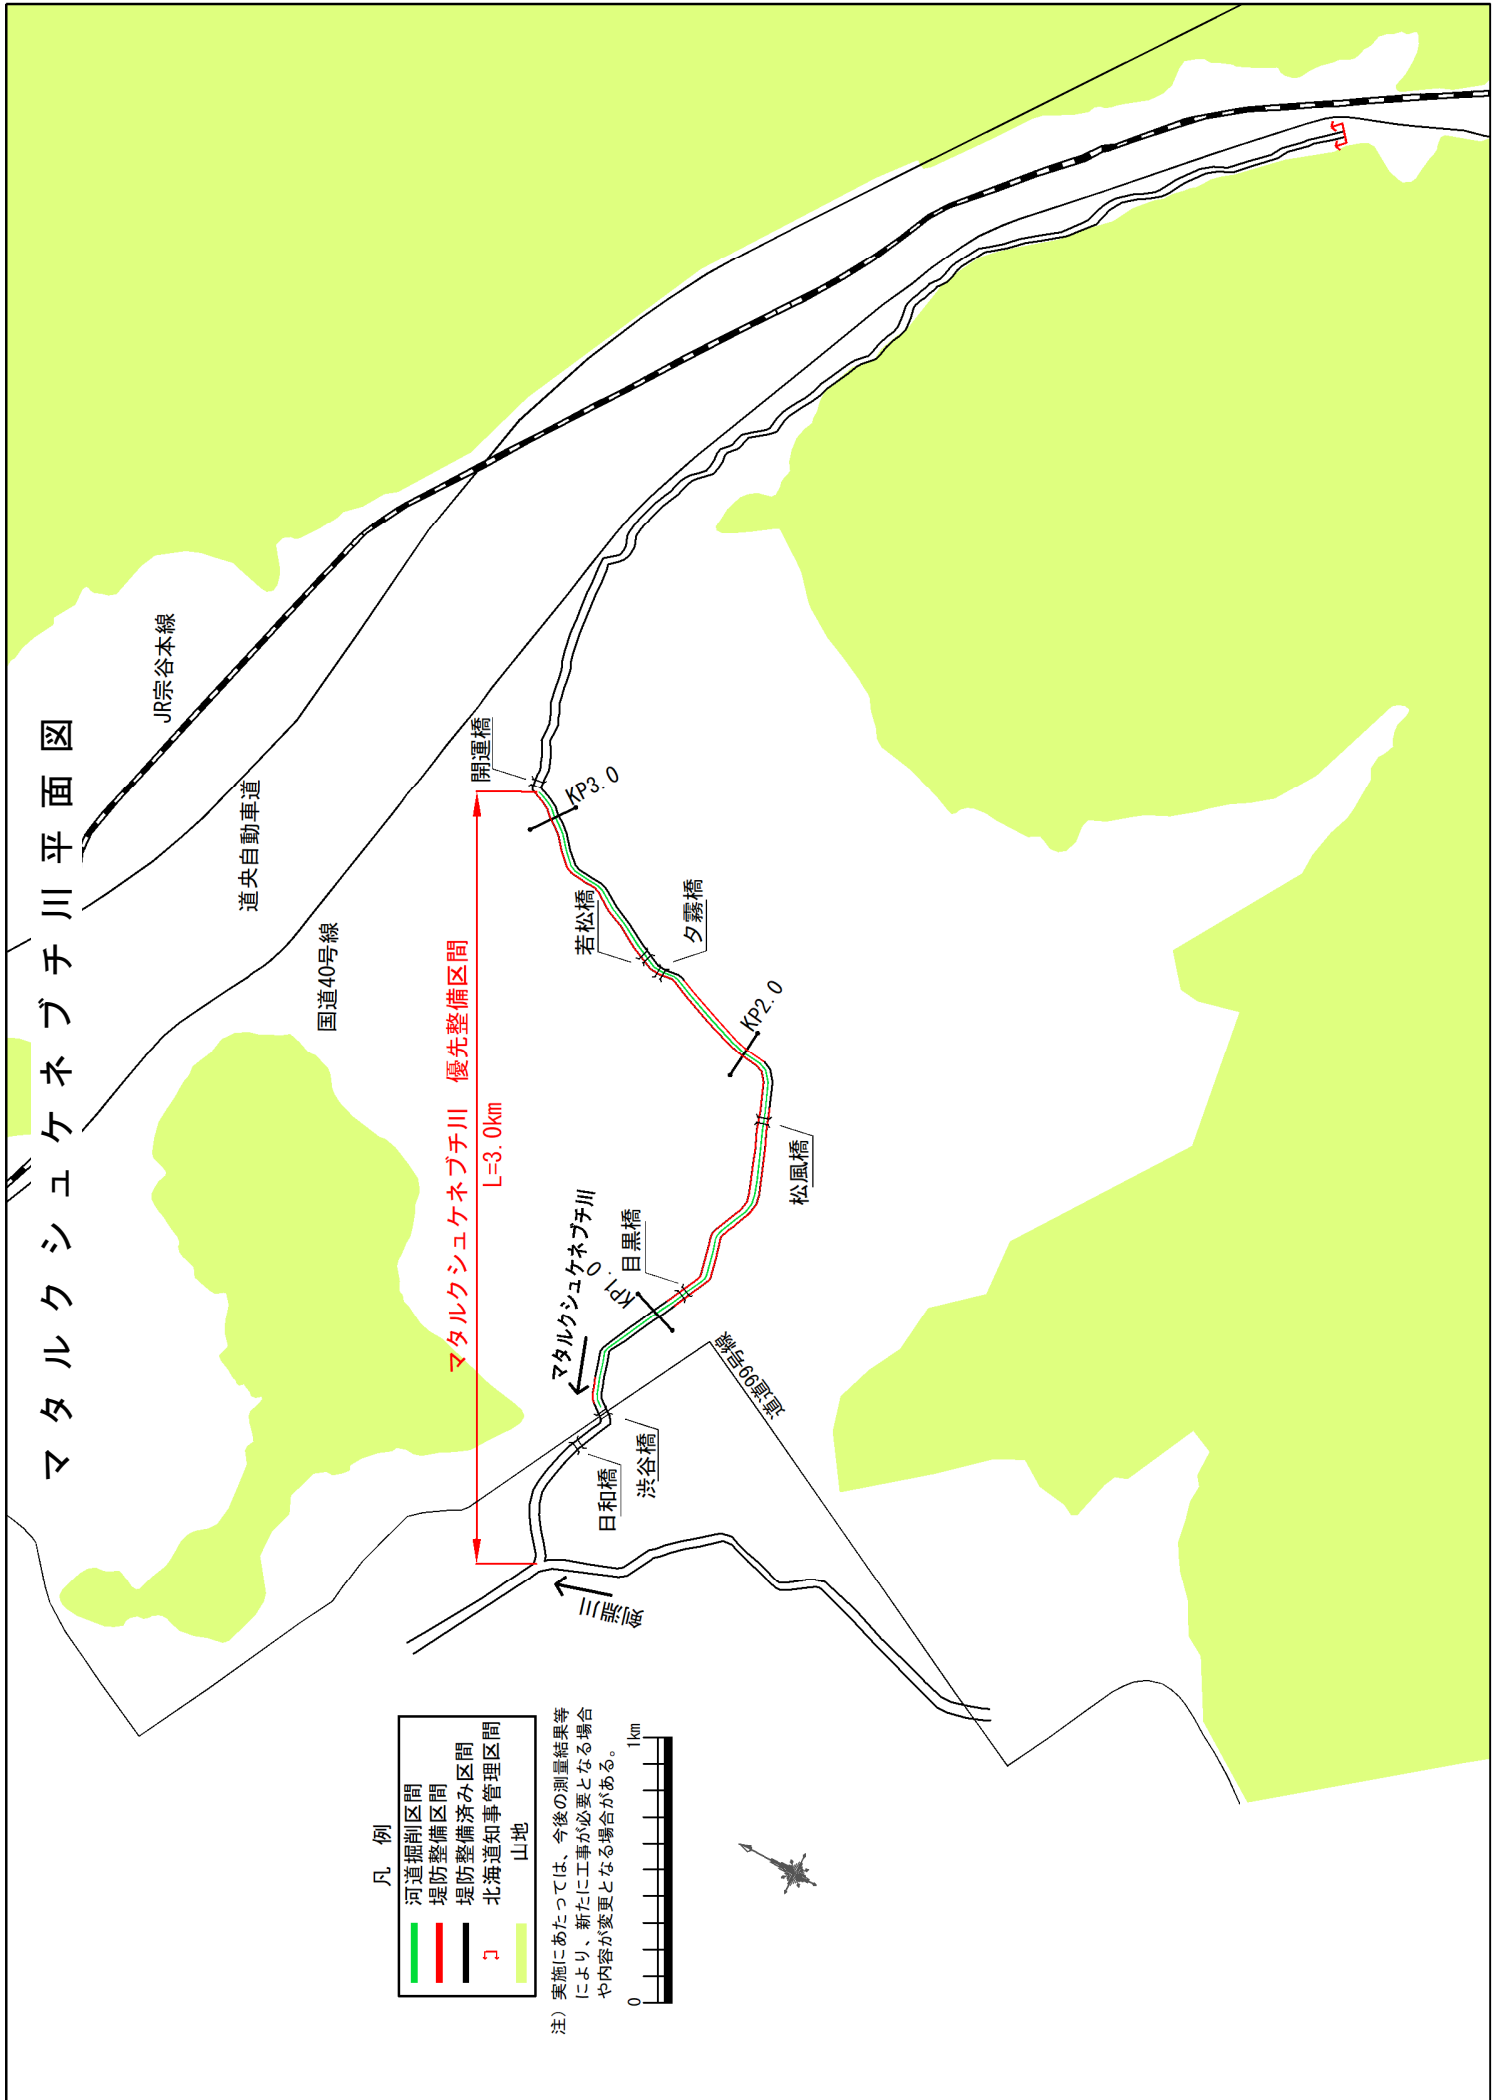 マタルクシュケネブチ川平面図
JR宗谷本線
道央自動車道
国道40号線
マタルクシュケネブチ川 優先整備区間
L=3.0km
開運橋
KP3.0
若松橋
夕霧橋
KP2.0
松風橋
マタルクシュケネブチ川
KP1.0
目黒橋
道道99号線
渋谷橋
日和橋
剣淵川
凡 例
河道掘削区間
堤防整備区間
堤防整備済み区間
北海道知事管理区間
山地
注) 実施にあたっては、今後の測量結果等
により、新たに工事が必要となる場合
や内容が変更となる場合がある。
0
1km